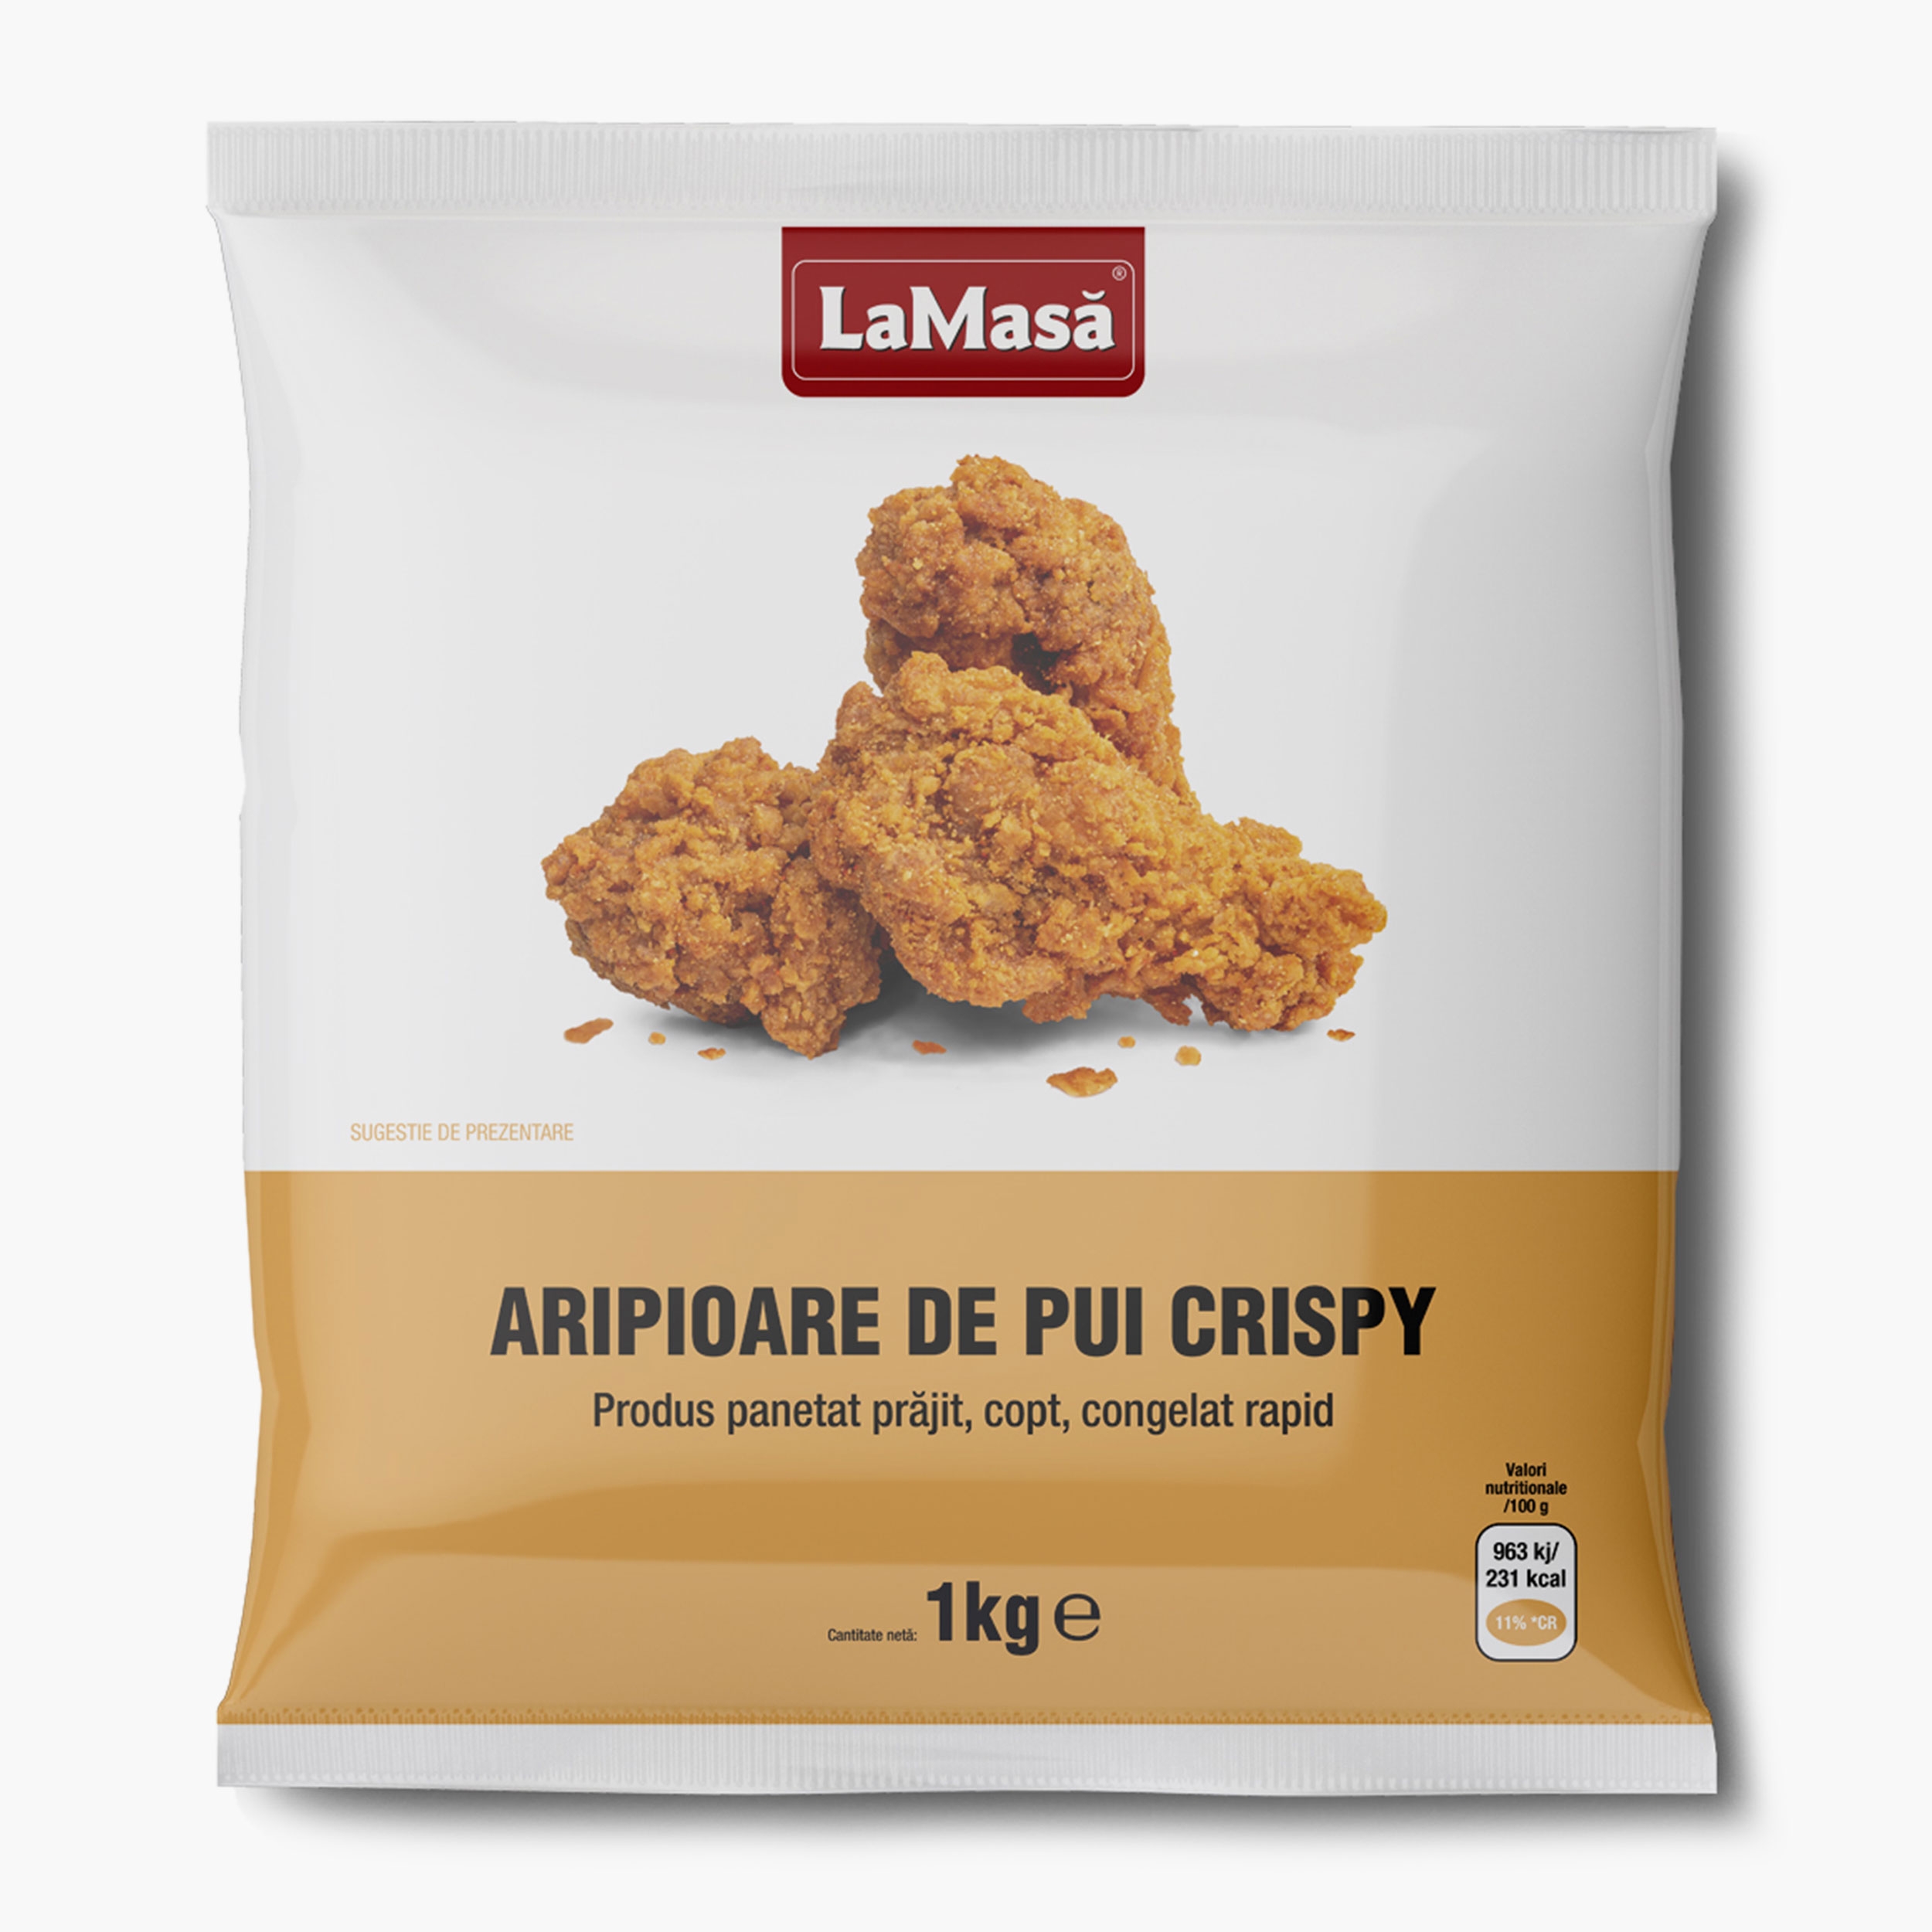 LaMasă®
SUGESTIE DE PREZENTARE
ARIPIOARE DE PUI CRISPY
Produs panetat prăjit, copt, congelat rapid
Valori
nutritionale
/100 g
963 kj/
231 kcal
11% *CR
Cantitate netă: 1kg e